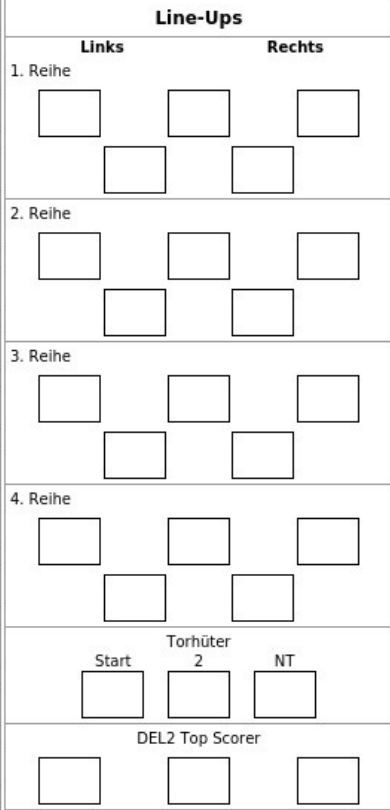 Line-Ups
Links Rechts
1. Reihe
2. Reihe
3. Reihe
4. Reihe
Torhüter
Start 2 NT
DEL2 Top Scorer